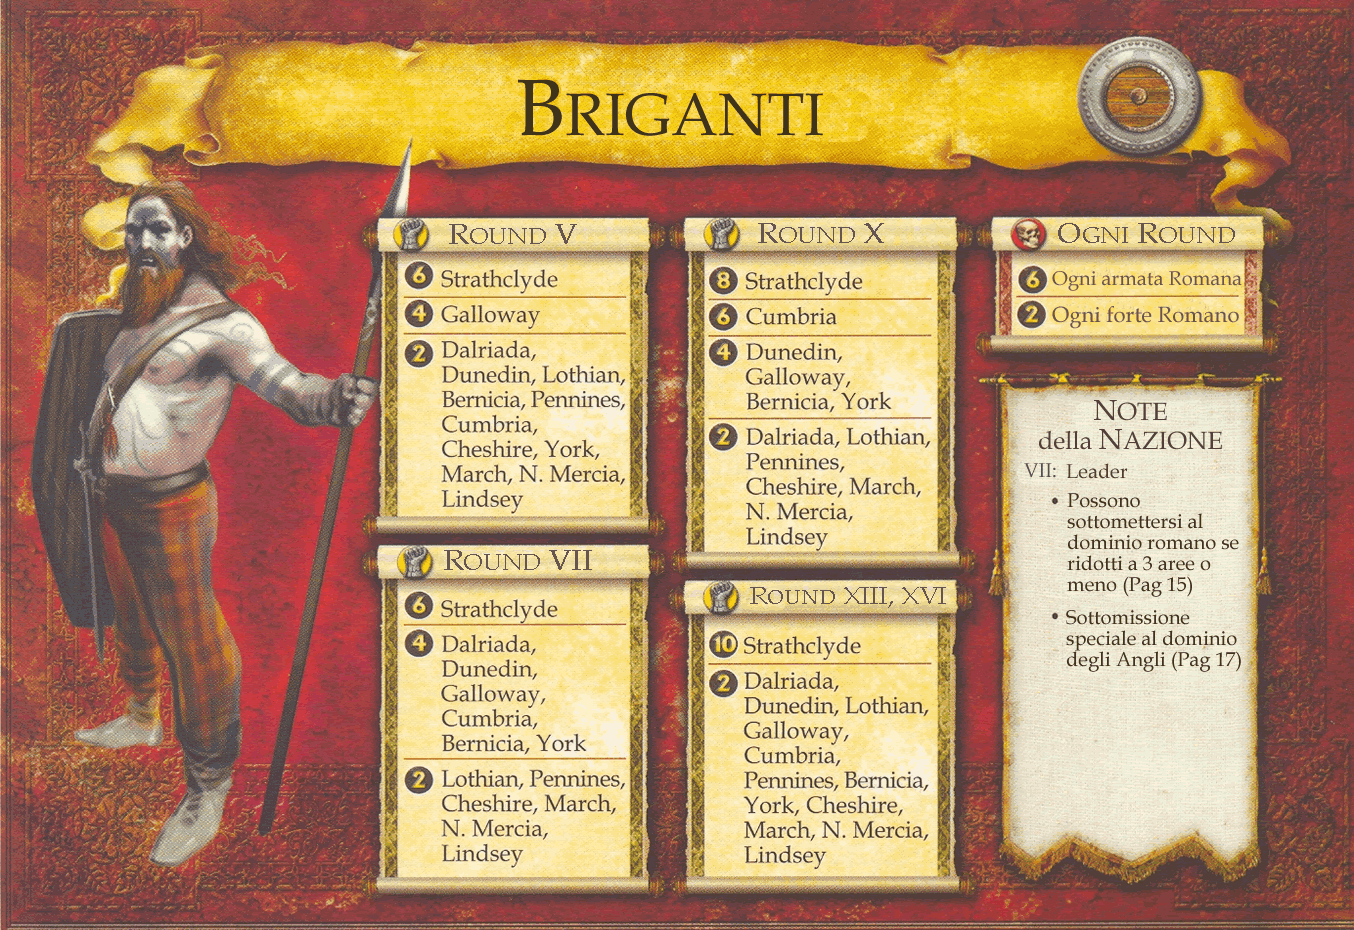 BRIGANTI
ROUND V
6 Strathclyde
4 Galloway
2 Dalriada,
Dunedin, Lothian,
Bernicia, Pennines,
Cumbria,
Cheshire, York,
March, N. Mercia,
Lindsey
ROUND VII
6 Strathclyde
4 Dalriada,
Dunedin,
Galloway,
Cumbria,
Bernicia, York
2 Lothian, Pennines,
Cheshire, March,
N. Mercia,
Lindsey
ROUND X
8 Strathclyde
6 Cumbria
4 Dunedin,
Galloway,
Bernicia, York
2 Dalriada, Lothian,
Pennines,
Cheshire, March,
N. Mercia,
Lindsey
ROUND XIII, XVI
10 Strathclyde
2 Dalriada,
Dunedin, Lothian,
Galloway,
Cumbria,
Pennines, Bernicia,
York, Cheshire,
March, N. Mercia,
Lindsey
OGNI ROUND
6 Ogni armata Romana
2 Ogni forte Romano
NOTE
della NAZIONE
VII: Leader
• Possono
sottomettersi al
dominio romano se
ridotti a 3 aree o
meno (Pag 15)
• Sottomissione
speciale al dominio
degli Angli (Pag 17)